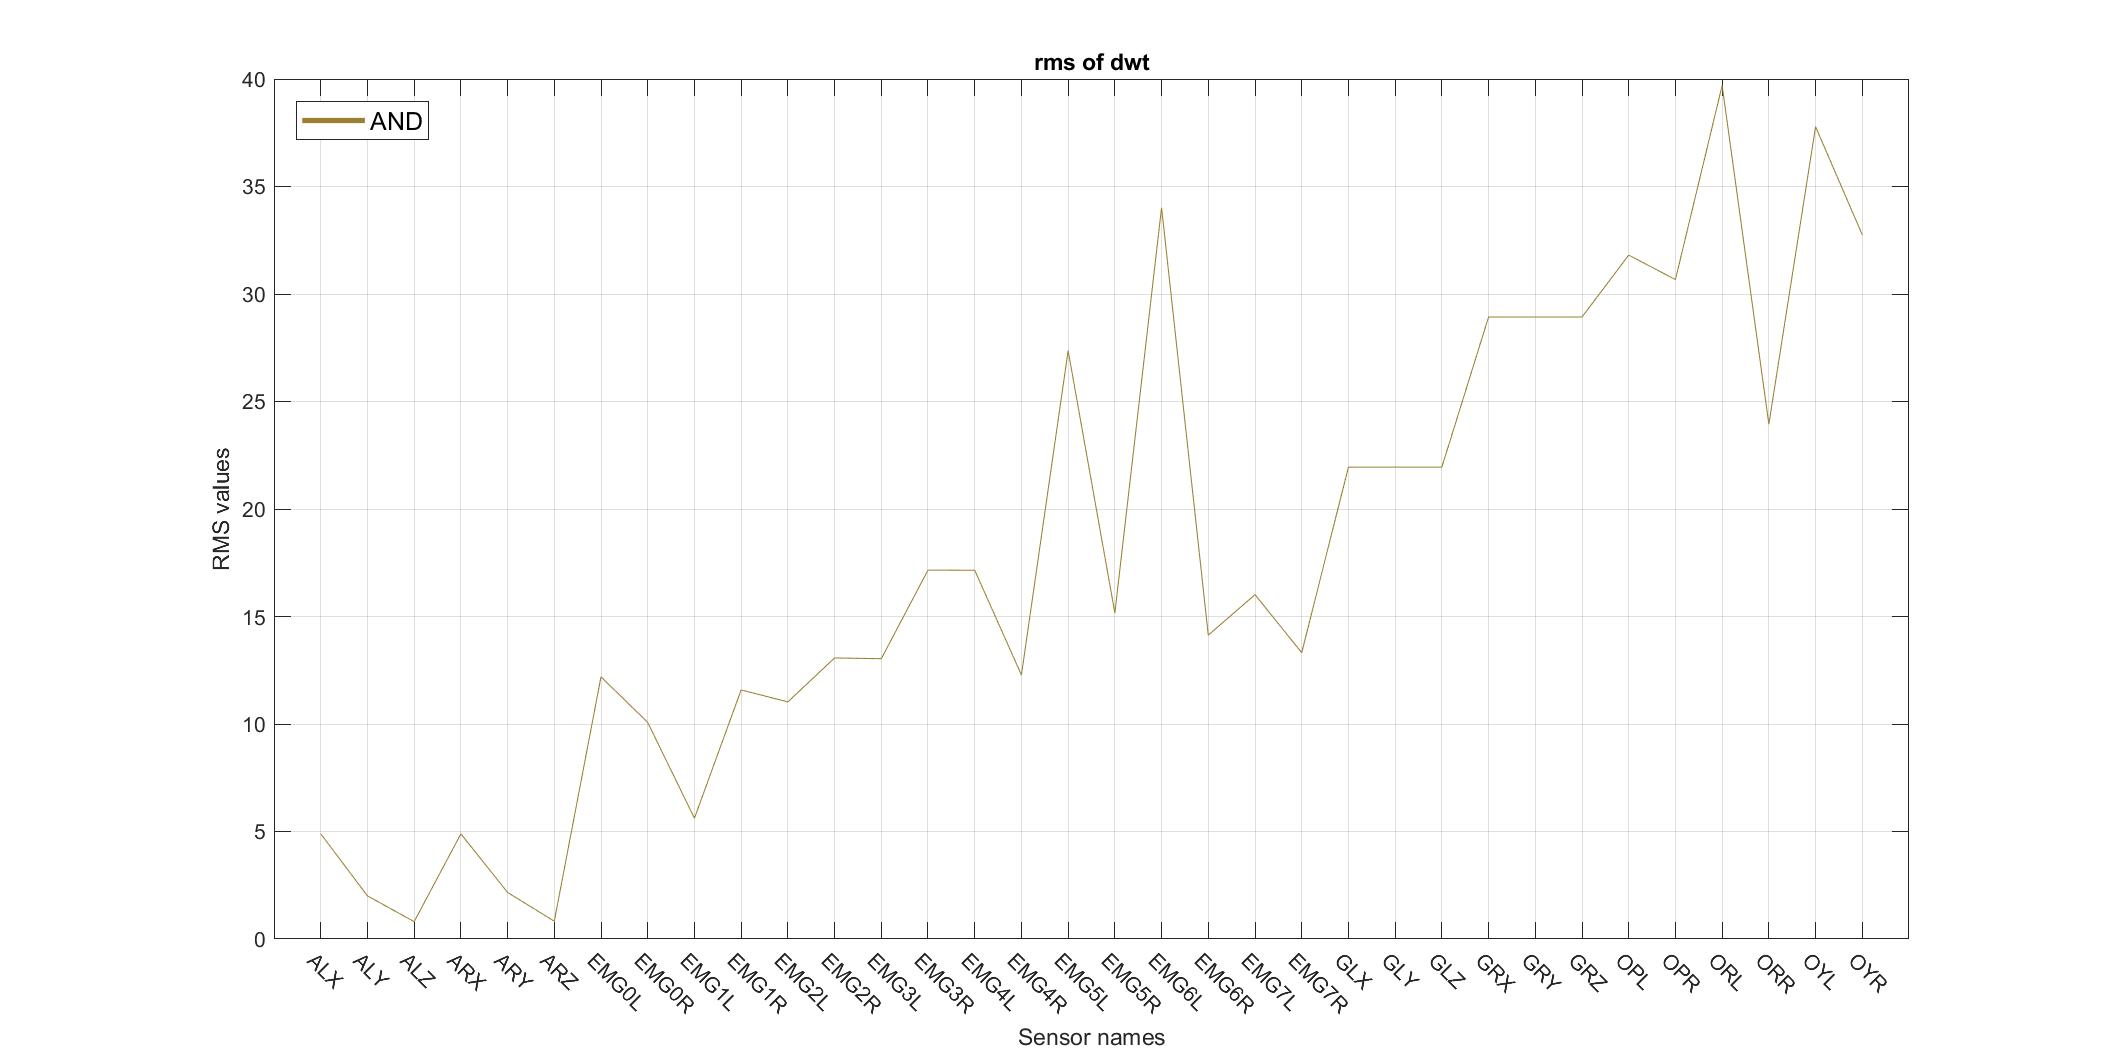 rms of dwt
AND
40
35
30
25
20
15
10
5
0
RMS values
ALX ALY ALZ ARX ARY ARZ EMG0L EMG0R EMG1L EMG1R EMG2L EMG2R EMG3L EMG3R EMG4L EMG4R EMG5L EMG5R EMG6L EMG6R EMG7L EMG7R GLX GLY GLZ GRX GRY GRZ OPL OPR ORL ORR OYL OYR
Sensor names